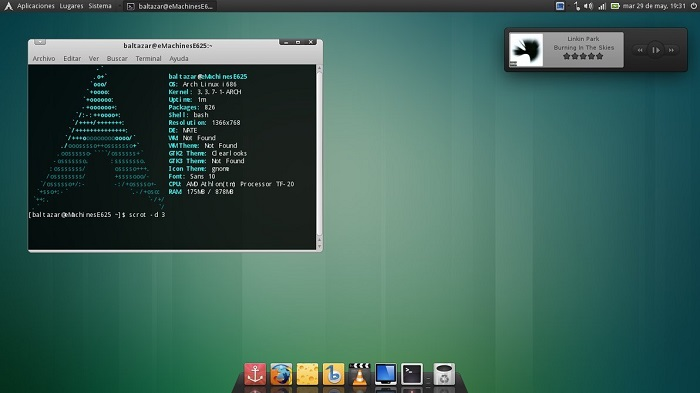 Aplicaciones Lugares Sistema baltazar@eMachinesE6... mar 29 de may, 19:31
Linkin Park
Burning In The Skies
baltazar@eMachinesE625:~
Archivo Editar Ver Buscar Terminal Ayuda
baltazar@eMachinesE625
OS: Arch Linux i686
Kernel: 3.3.7-1-ARCH
Uptime: 1m
Packages: 826
Shell: bash
Resolution: 1366x768
DE: MATE
WM: Not Found
WM Theme: Not Found
GTK2 Theme: Clearlooks
GTK3 Theme: Not Found
Icon Theme: gnome
Font: Sans 10
CPU: AMD Athlon(tm) Processor TF-20
RAM: 175MB / 878MB
[baltazar@eMachinesE625 ~]$ scrot -d 3